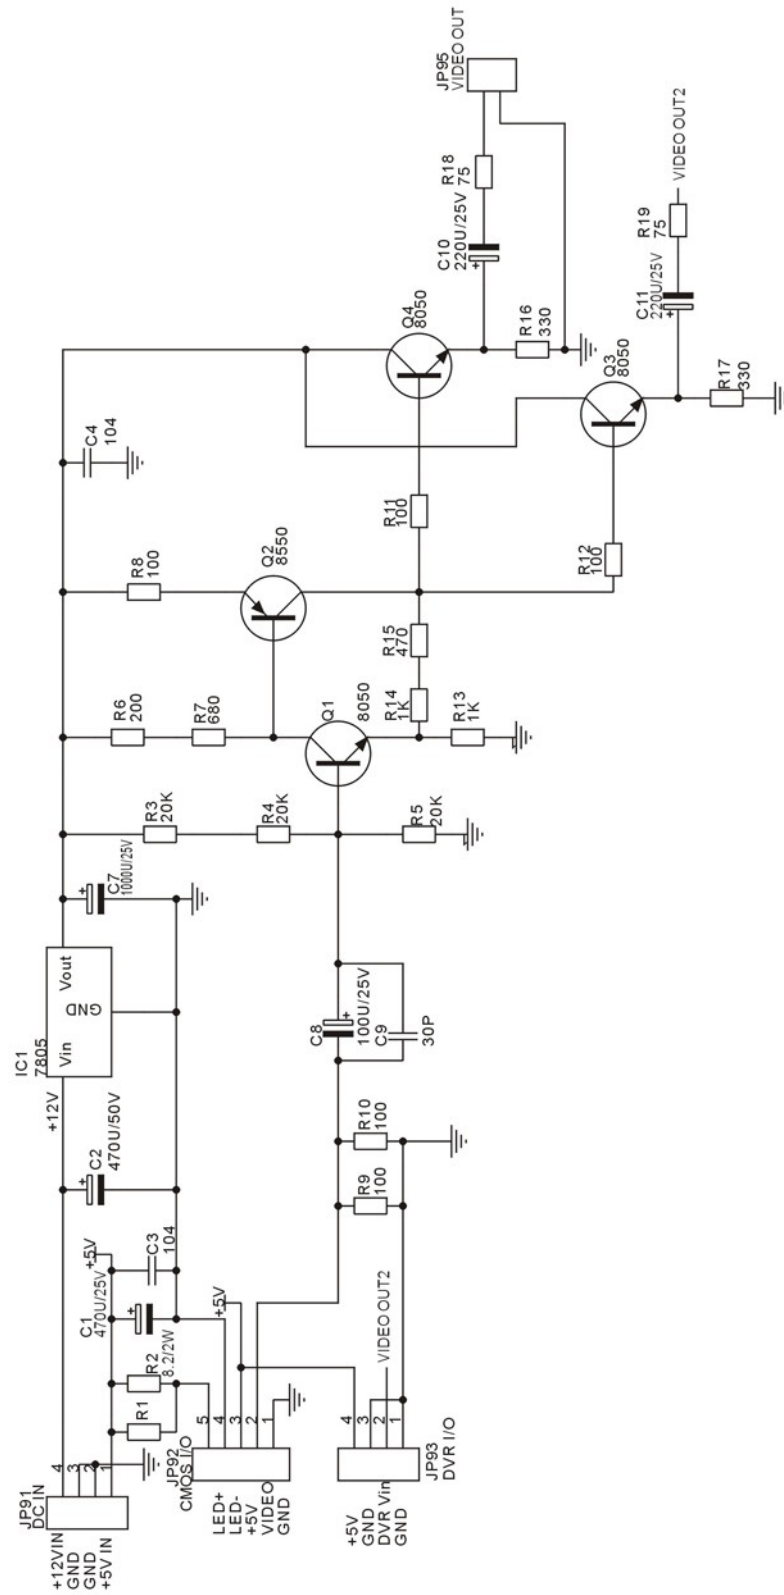 JP91
DC IN
+12VIN
GND
GND
+5V IN
4
3
2
1
R1
R2
8.2/2W
C1
470U/25V
+
+5V
C3
104
C2
470U/50V
+
+12V
IC1
7805
Vin
GND
Vout
C7
1000U/25V
+
JP92
CMOS I/O
LED+
LED-
+5V
VIDEO
GND
5
4
3
2
1
+5V
JP93
DVR I/O
+5V
GND
DVR Vin
GND
4
3
2
1
VIDEO OUT2
R9
100
R10
100
C8
100U/25V
+
C9
30P
R3
20K
R4
20K
R5
20K
R6
200
R7
680
Q1
8050
R14
1K
R13
1K
R15
470
R8
100
Q2
8550
C4
104
R11
100
R12
100
Q4
8050
Q3
8050
R16
330
R17
330
C10
220U/25V
+
R18
75
JP95
VIDEO OUT
C11
220U/25V
+
R19
75
VIDEO OUT2